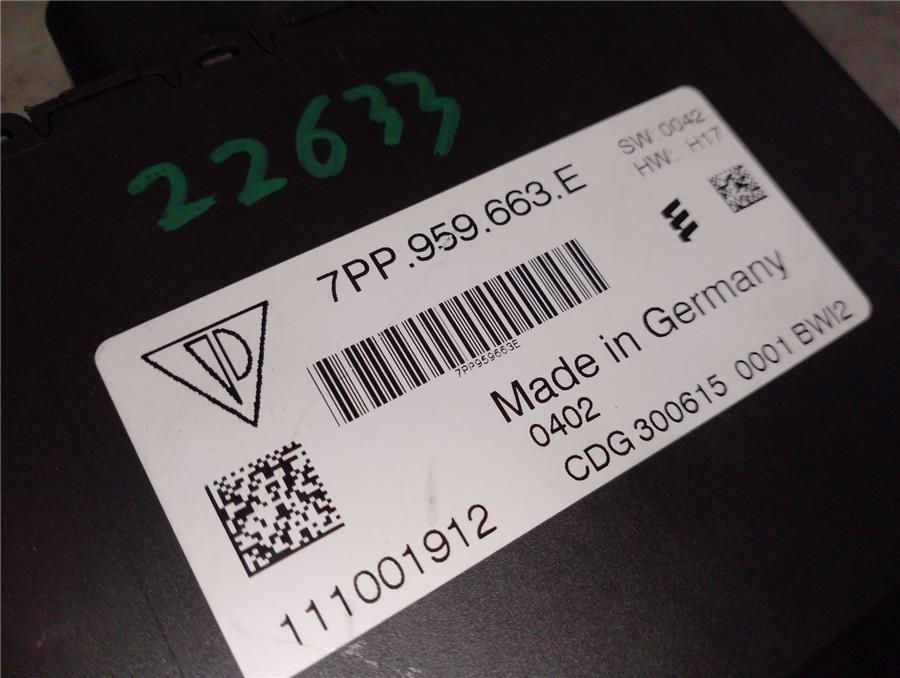 22633
SW: 0042
HW: H17
7PP.959.663.E
7PP959663E
Made in Germany
0402
CDG 300615 0001 BWI2
111001912